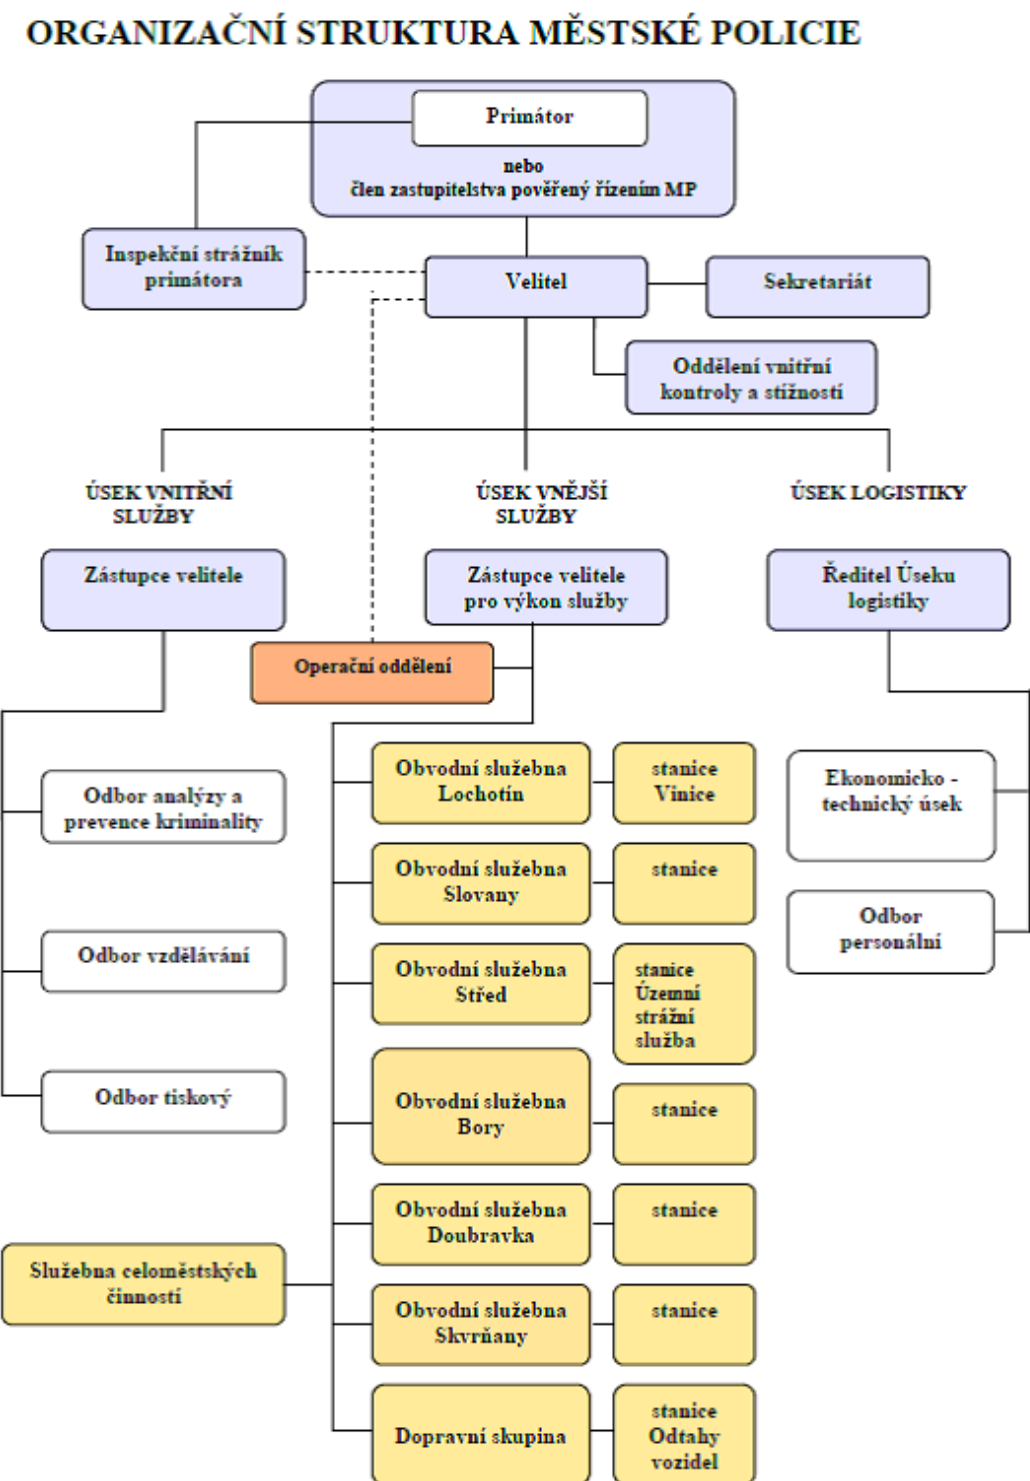 ORGANIZAČNÍ STRUKTURA MĚSTSKÉ POLICIE
Primátor
nebo
člen zastupitelstva pověřený řízením MP
Inspekční strážník
primátora
Velitel
Sekretariát
Oddělení vnitřní
kontroly a stížností
ÚSEK VNITŘNÍ
SLUŽBY
ÚSEK VNĚJŠÍ
SLUŽBY
ÚSEK LOGISTIKY
Zástupce velitele
Zástupce velitele
pro výkon služby
Ředitel Úseku
logistiky
Operační oddělení
Odbor analýzy a
prevence kriminality
Odbor vzdělávání
Odbor tiskový
Služebna celoměstských
činností
Obvodní služebna
Lochotín
stanice
Vinice
Obvodní služebna
Slovany
stanice
Obvodní služebna
Střed
stanice
Územní
strážní
služba
Obvodní služebna
Bory
stanice
Obvodní služebna
Doubravka
stanice
Obvodní služebna
Skvrňany
stanice
Dopravní skupina
stanice
Odtahy
vozidel
Ekonomicko -
technický úsek
Odbor
personální